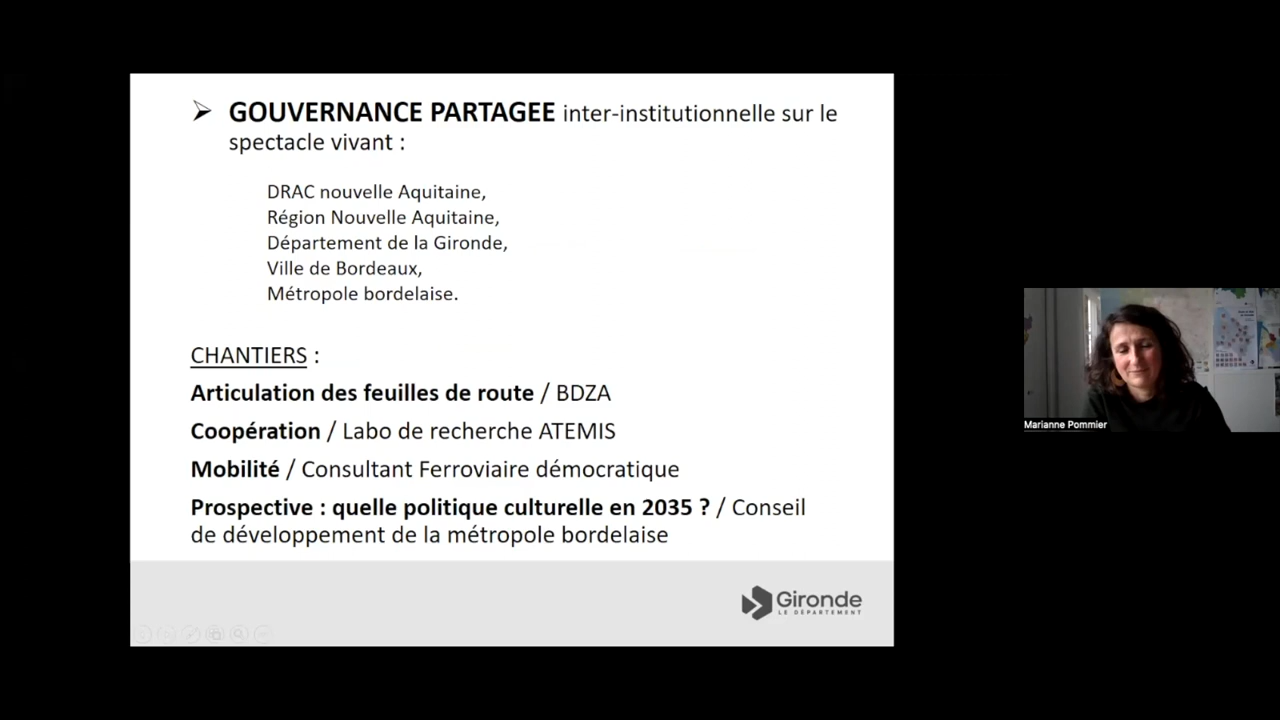 GOUVERNANCE PARTAGEE inter-institutionnelle sur le
spectacle vivant :
DRAC nouvelle Aquitaine,
Région Nouvelle Aquitaine,
Département de la Gironde,
Ville de Bordeaux,
Métropole bordelaise.
CHANTIERS :
Articulation des feuilles de route / BDZA
Coopération / Labo de recherche ATEMIS
Mobilité / Consultant Ferroviaire démocratique
Prospective : quelle politique culturelle en 2035 ? / Conseil
de développement de la métropole bordelaise
Gironde
LE DÉPARTEMENT
Marianne Pommier